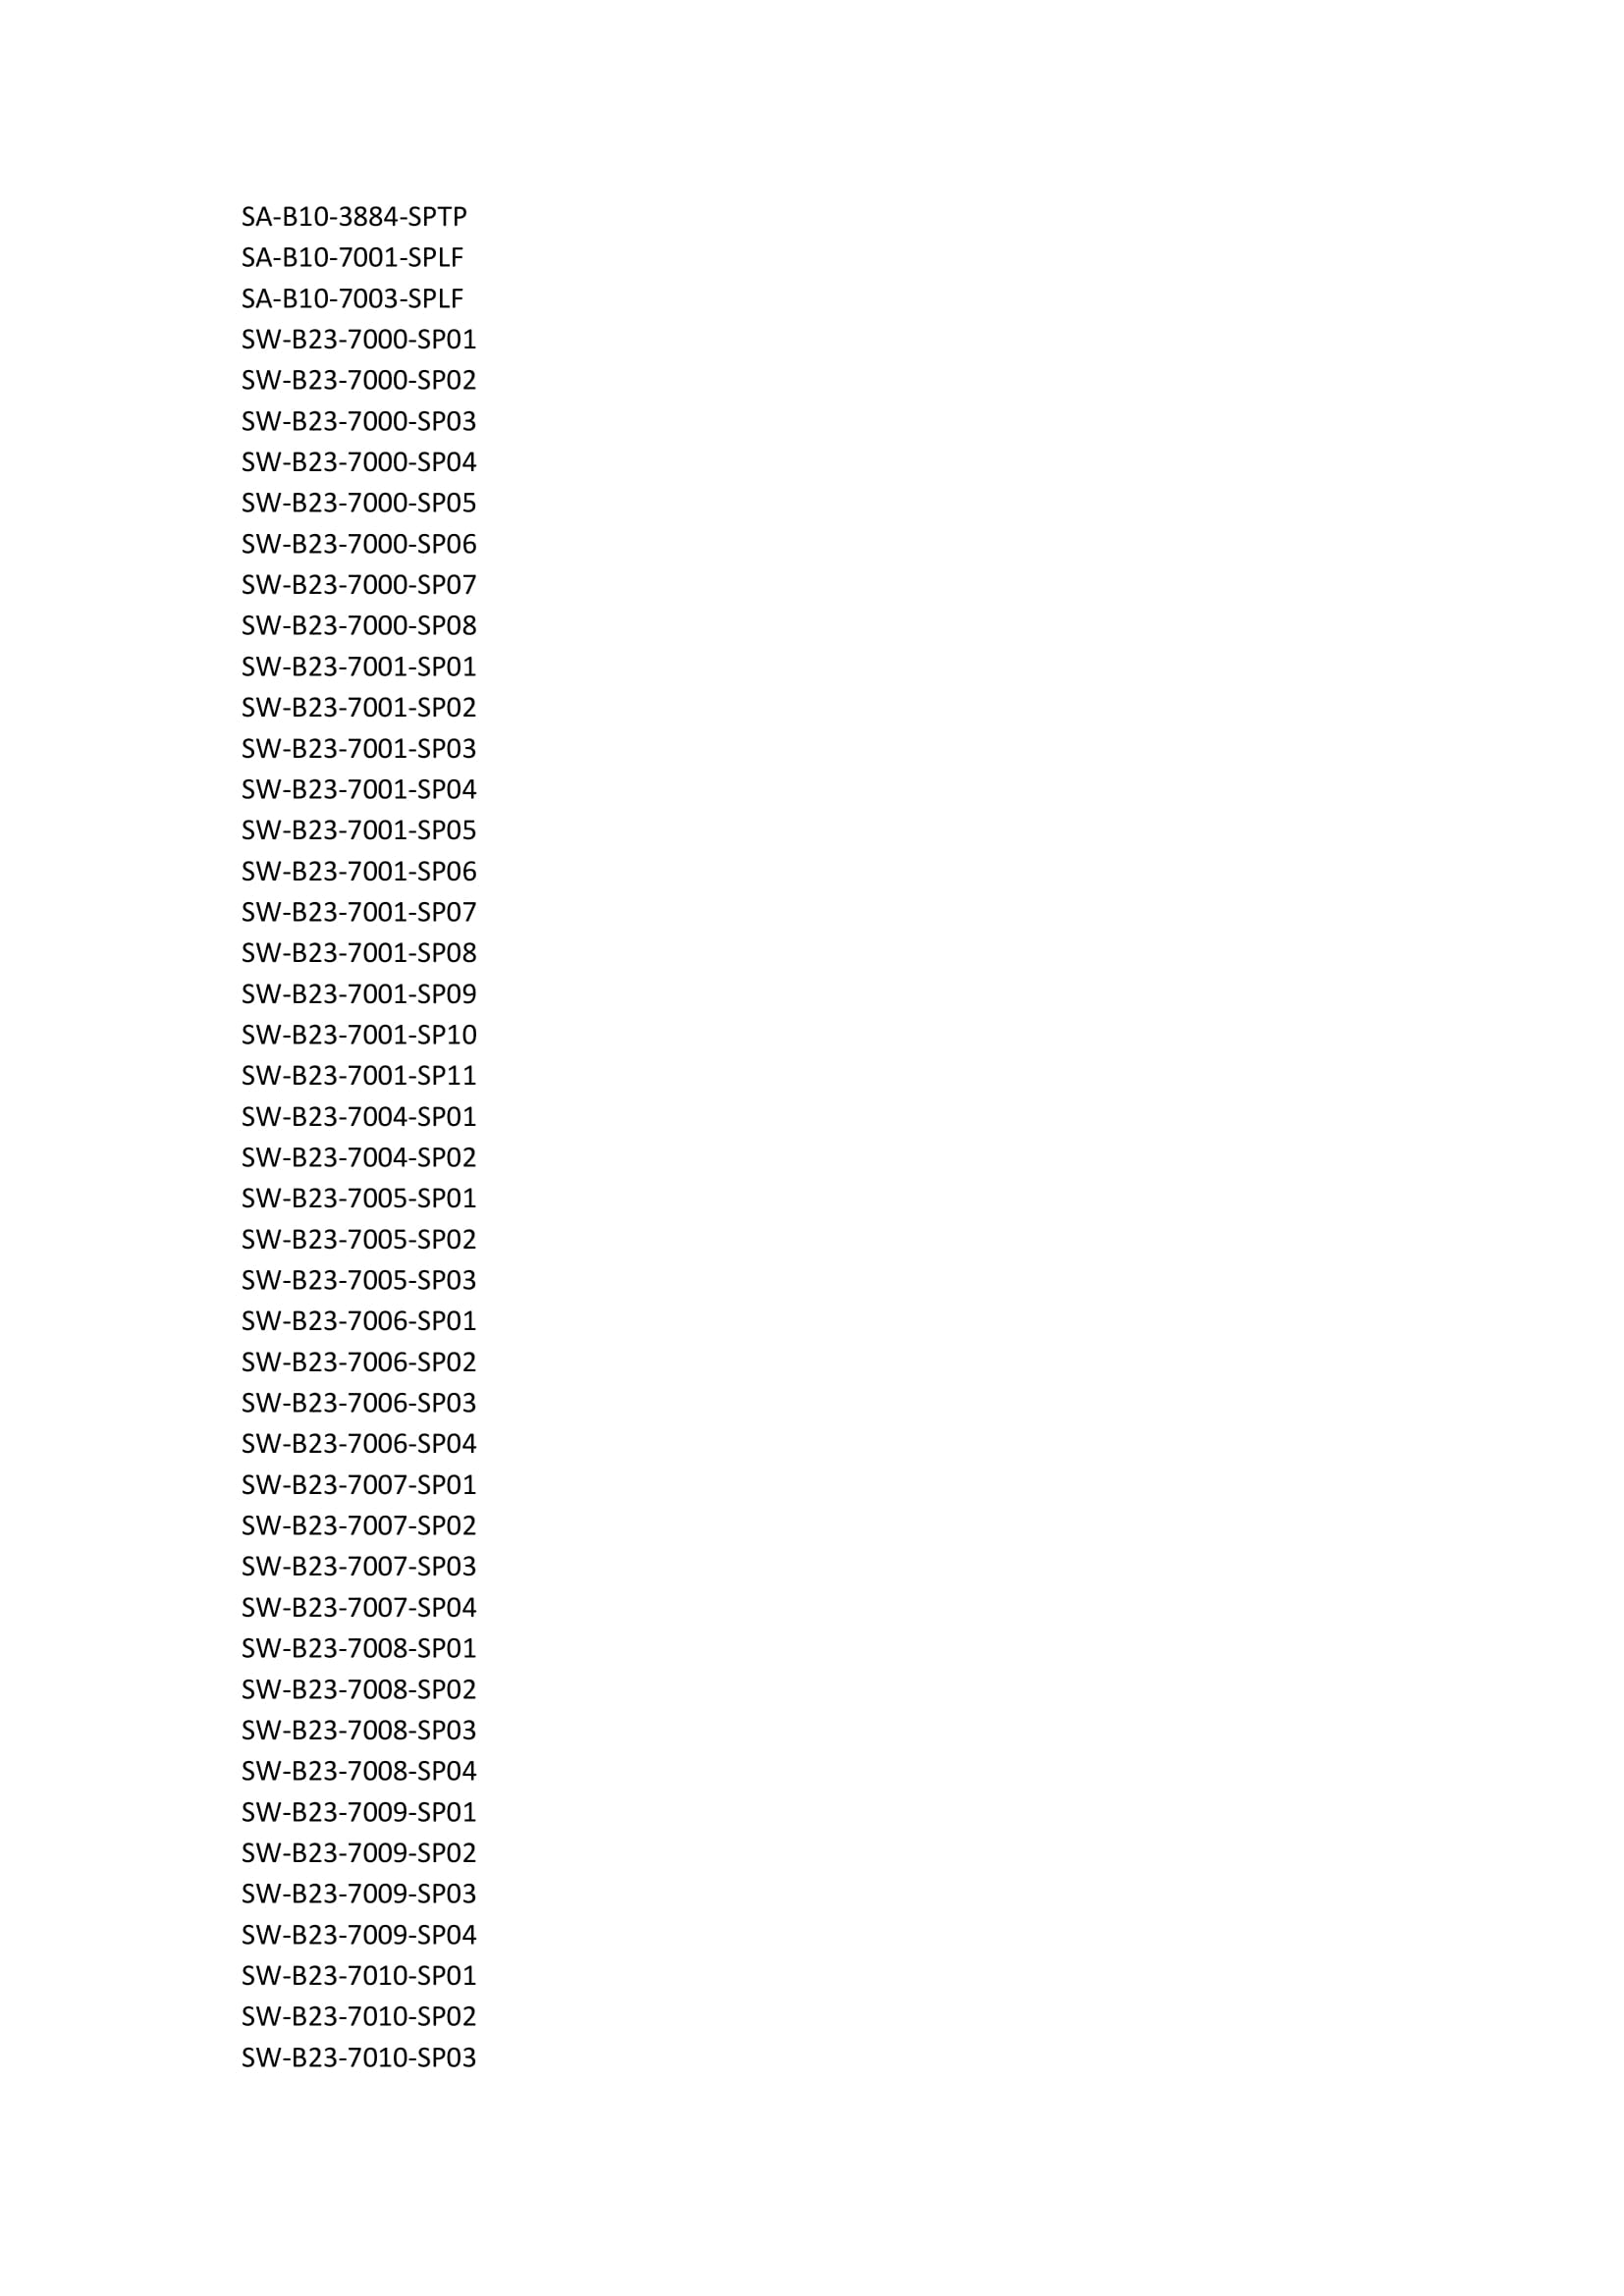 SA-B10-3884-SPTP
SA-B10-7001-SPLF
SA-B10-7003-SPLF
SW-B23-7000-SP01
SW-B23-7000-SP02
SW-B23-7000-SP03
SW-B23-7000-SP04
SW-B23-7000-SP05
SW-B23-7000-SP06
SW-B23-7000-SP07
SW-B23-7000-SP08
SW-B23-7001-SP01
SW-B23-7001-SP02
SW-B23-7001-SP03
SW-B23-7001-SP04
SW-B23-7001-SP05
SW-B23-7001-SP06
SW-B23-7001-SP07
SW-B23-7001-SP08
SW-B23-7001-SP09
SW-B23-7001-SP10
SW-B23-7001-SP11
SW-B23-7004-SP01
SW-B23-7004-SP02
SW-B23-7005-SP01
SW-B23-7005-SP02
SW-B23-7005-SP03
SW-B23-7006-SP01
SW-B23-7006-SP02
SW-B23-7006-SP03
SW-B23-7006-SP04
SW-B23-7007-SP01
SW-B23-7007-SP02
SW-B23-7007-SP03
SW-B23-7007-SP04
SW-B23-7008-SP01
SW-B23-7008-SP02
SW-B23-7008-SP03
SW-B23-7008-SP04
SW-B23-7009-SP01
SW-B23-7009-SP02
SW-B23-7009-SP03
SW-B23-7009-SP04
SW-B23-7010-SP01
SW-B23-7010-SP02
SW-B23-7010-SP03